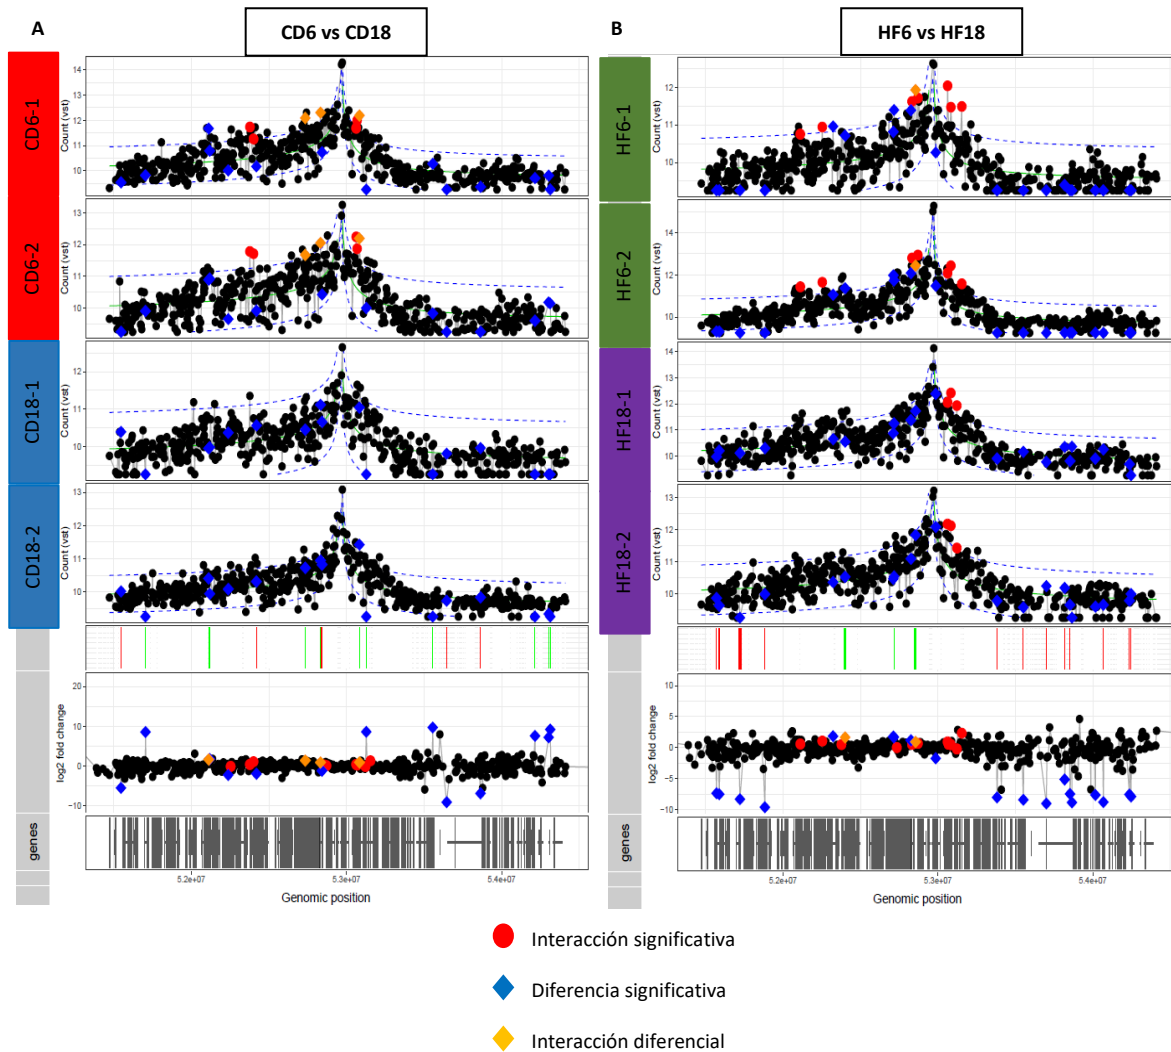 A
CD6 vs CD18
B
HF6 vs HF18
CD6-1
Count (vst)
14
13
12
11
10
CD6-2
Count (vst)
13
12
11
10
CD18-1
Count (vst)
12
11
10
CD18-2
Count (vst)
13
12
11
10
log2 fold change
20
10
0
−10
genes
5.2e+07
5.3e+07
5.4e+07
Genomic position
HF6-1
Count (vst)
12
11
10
HF6-2
Count (vst)
14
12
10
HF18-1
Count (vst)
14
13
12
11
10
HF18-2
Count (vst)
13
12
11
10
log2 fold change
10
5
0
−5
−10
genes
5.2e+07
5.3e+07
5.4e+07
Genomic position
Interacción significativa
Diferencia significativa
Interacción diferencial